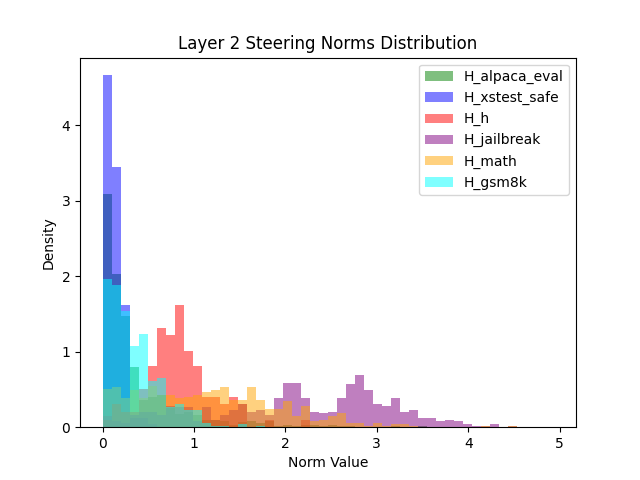 Layer 2 Steering Norms Distribution
H_alpaca_eval
H_xstest_safe
H_h
H_jailbreak
H_math
H_gsm8k
Density
4
3
2
1
0
0 1 2 3 4 5
Norm Value